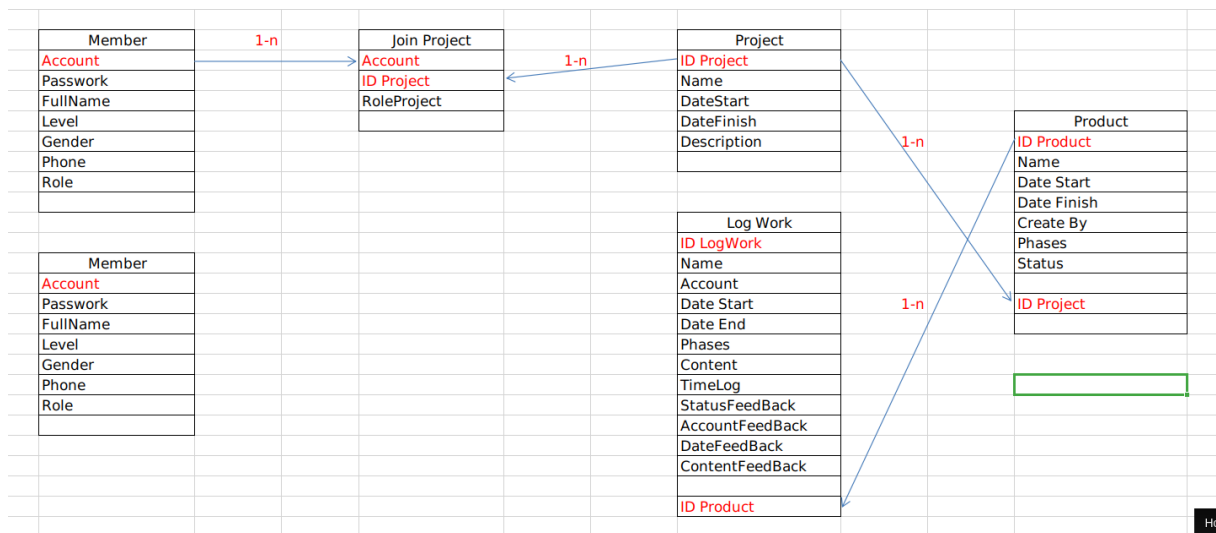 Member
Account
Passwork
FullName
Level
Gender
Phone
Role
1-n
Join Project
Account
ID Project
RoleProject
1-n
Project
ID Project
Name
DateStart
DateFinish
Description
1-n
Product
ID Product
Name
Date Start
Date Finish
Create By
Phases
Status
ID Project
Member
Account
Passwork
FullName
Level
Gender
Phone
Role
Log Work
ID LogWork
Name
Account
Date Start
Date End
Phases
Content
TimeLog
StatusFeedBack
AccountFeedBack
DateFeedBack
ContentFeedBack
ID Product
1-n